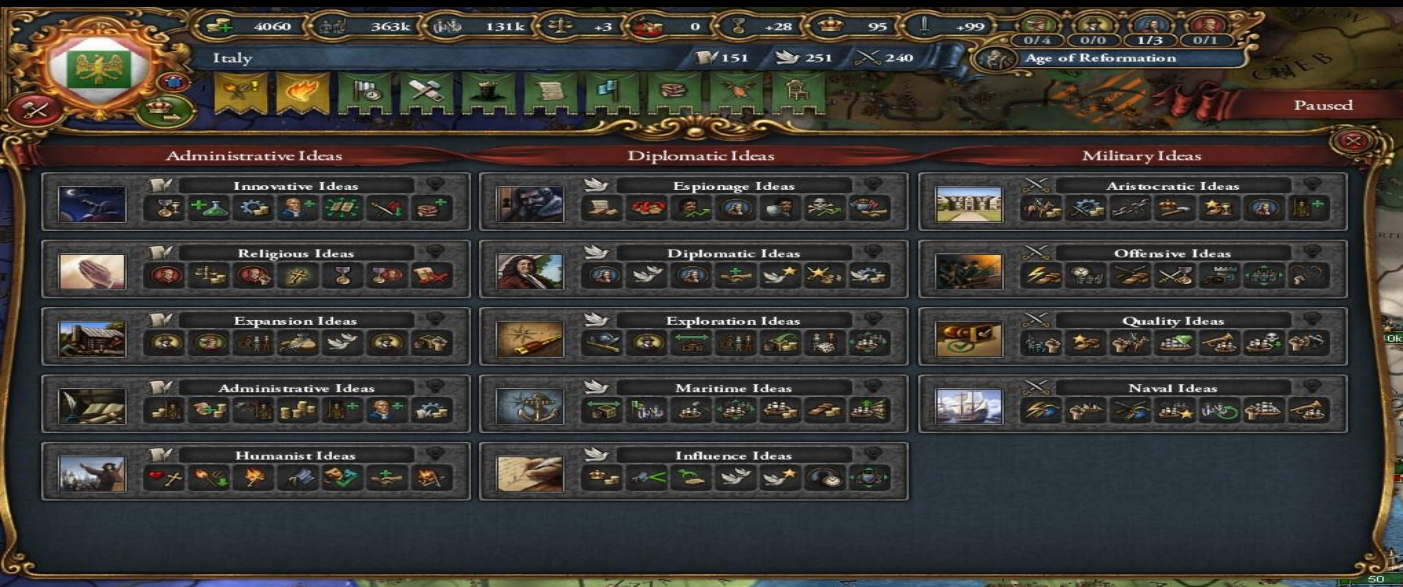 4060 363k 131k +3 0 +28 95 +99
0/4 0/0 1/3 0/1
Italy 151 251 240 Age of Reformation
CHEB
Paused
Administrative Ideas Diplomatic Ideas Military Ideas
Innovative Ideas Espionage Ideas Aristocratic Ideas
Religious Ideas Diplomatic Ideas Offensive Ideas
Expansion Ideas Exploration Ideas Quality Ideas
Administrative Ideas Maritime Ideas Naval Ideas
Humanist Ideas Influence Ideas
50